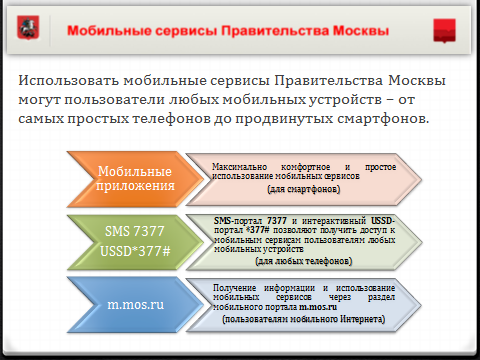 Мобильные сервисы Правительства Москвы
Использовать мобильные сервисы Правительства Москвы
могут пользователи любых мобильных устройств – от
самых простых телефонов до продвинутых смартфонов.
Мобильные
приложения
Максимально комфортное и простое
использование мобильных сервисов
(для смартфонов)
SMS 7377
USSD*377#
SMS-портал 7377 и интерактивный USSD-
портал *377# позволяют получить доступ к
мобильным сервисам пользователям любых
мобильных устройств
(для любых телефонов)
m.mos.ru
Получение информации и использование
мобильных сервисов через раздел
мобильного портала m.mos.ru
(пользователям мобильного Интернета)